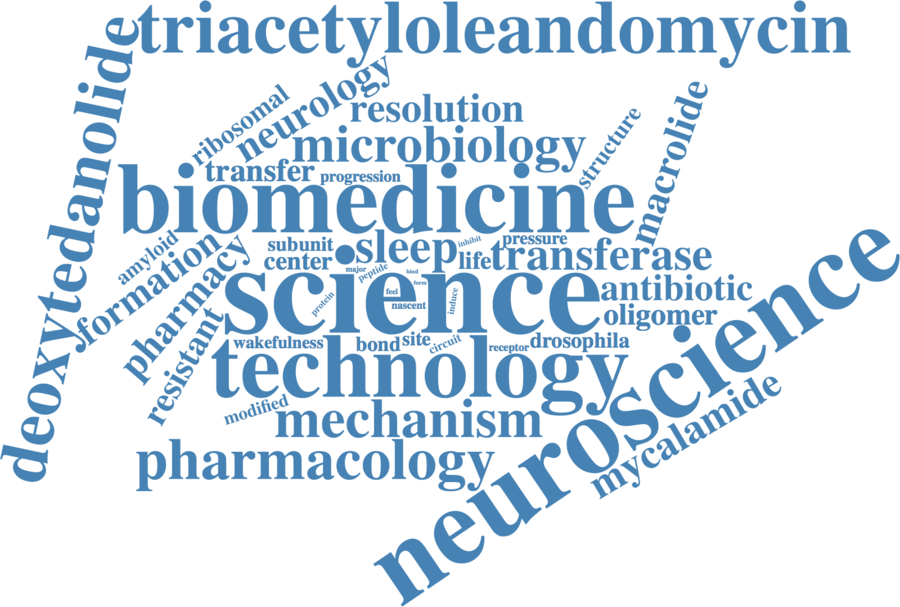 triacetyloleandomycin
deoxytedanolide
neurology
ribosomal
resolution
macrolide
structure
microbiology
transfer
progression
biomedicine
amyloid
formation
pharmacy
subunit
sleep
inhibit
pressure
center
major
peptide
bind
life
transferase
science
protein
feel
form
nascent
induce
antibiotic
oligomer
neuroscience
resistant
wakefulness
bond
site
circuit
receptor
drosophila
technology
modified
mechanism
mycalamide
pharmacology